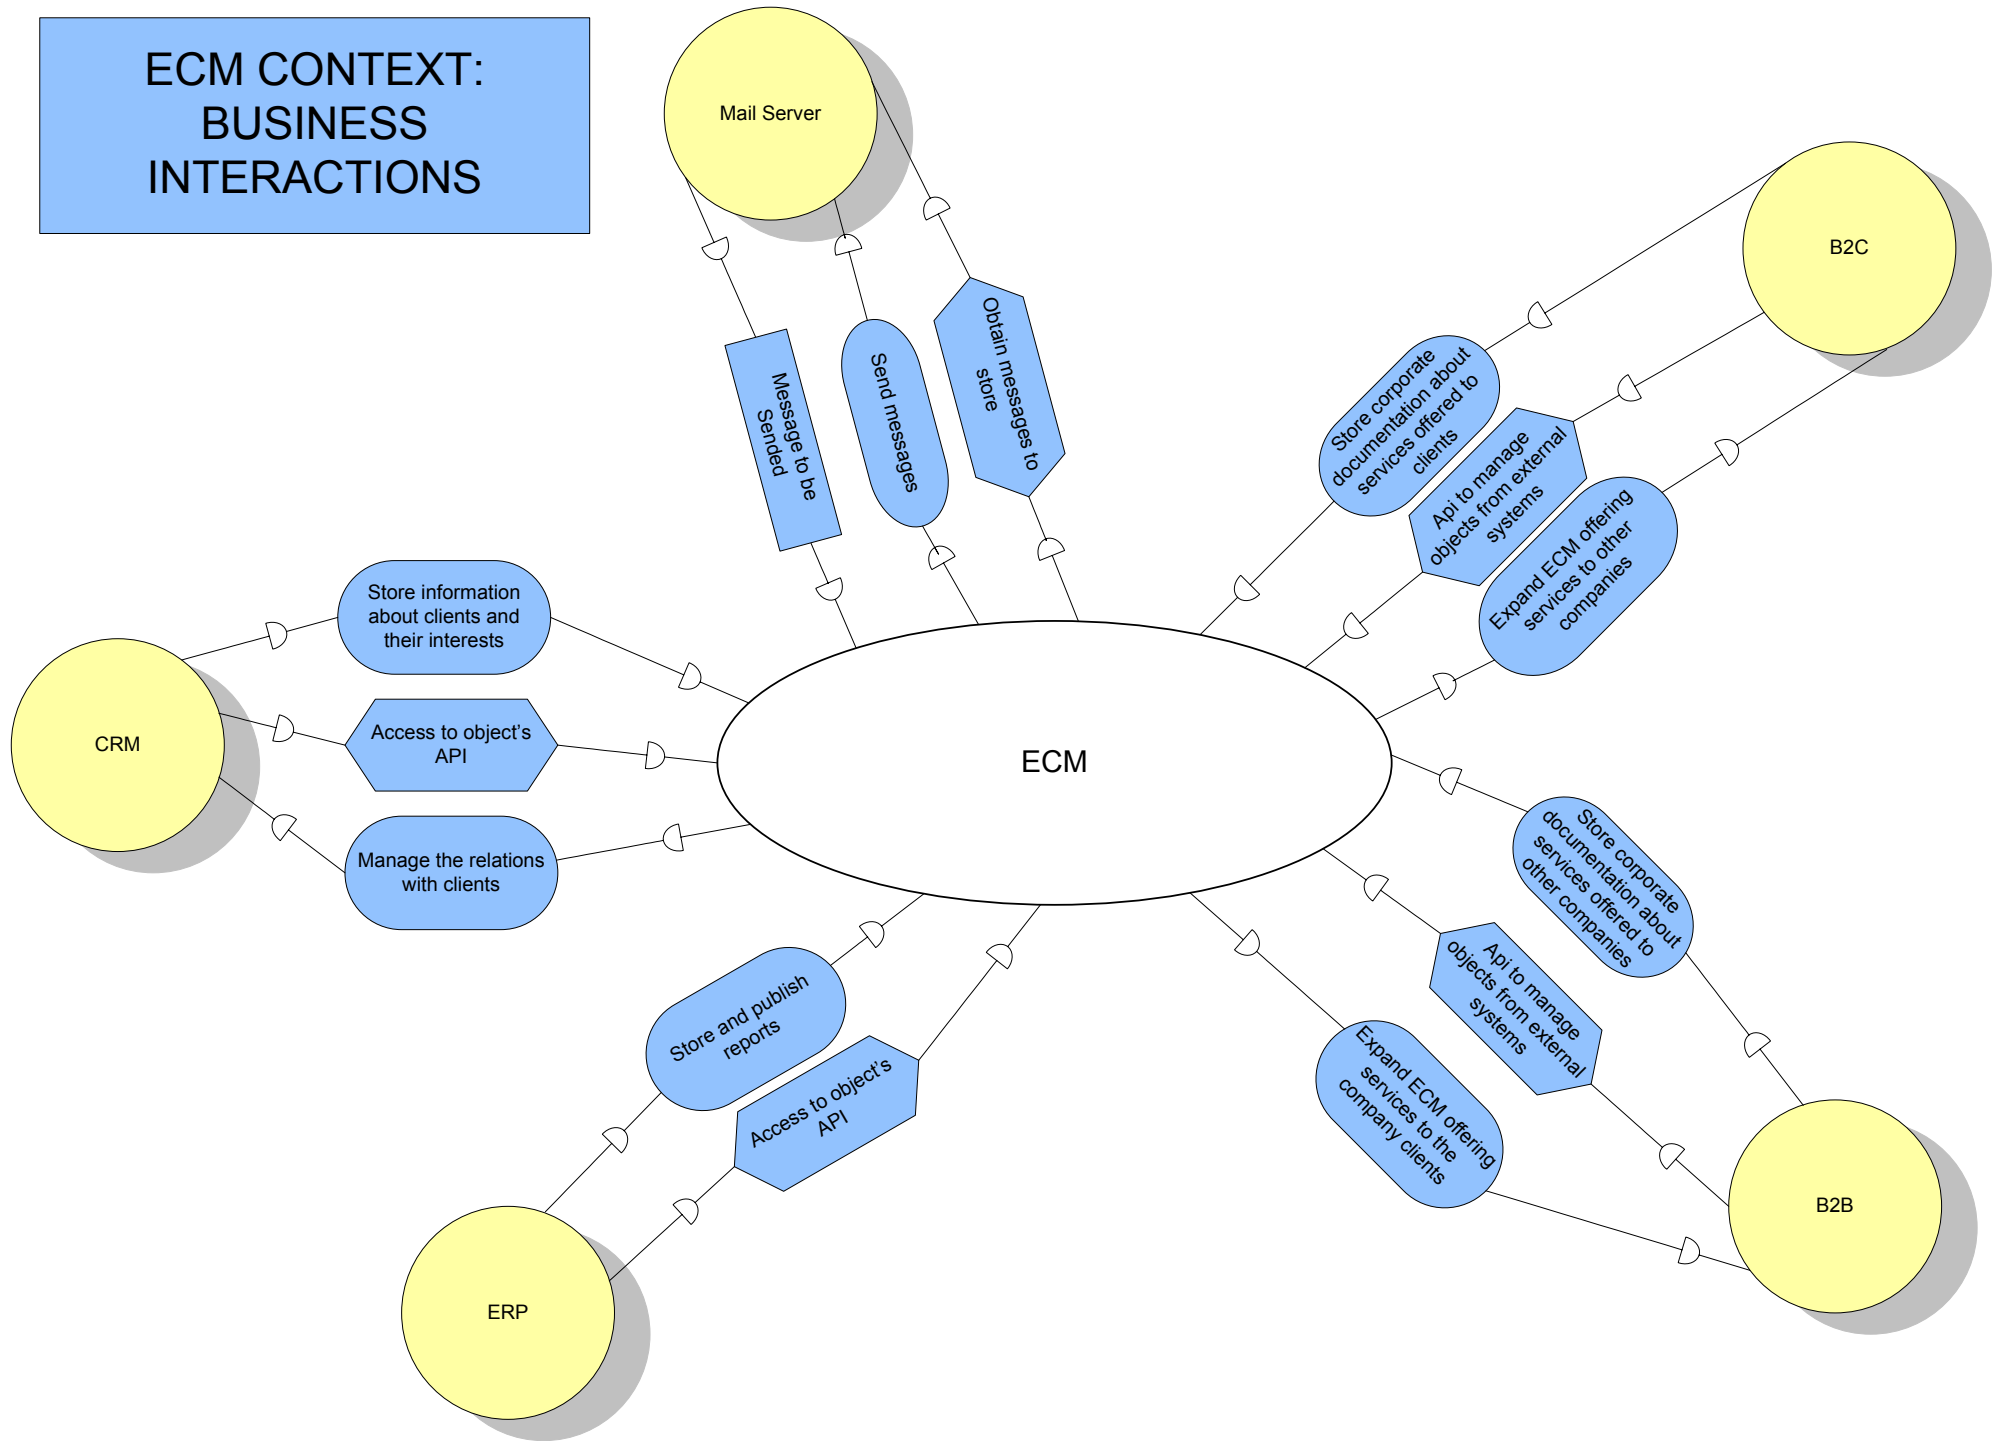 ECM CONTEXT:
BUSINESS
INTERACTIONS
Mail Server
B2C
Message to be
Sended
Send messages
Obtain messages to
store
Store corporate
documentation about
services offered to
clients
Api to manage
objects from external
systems
Expand ECM offering
services to other
companies
Store information
about clients and
their interests
CRM
Access to object's
API
Manage the relations
with clients
ECM
Store corporate
documentation about
services offered to
other companies
Api to manage
objects from external
systems
Expand ECM offering
services to the
company clients
Store and publish
reports
Access to object's
API
ERP
B2B